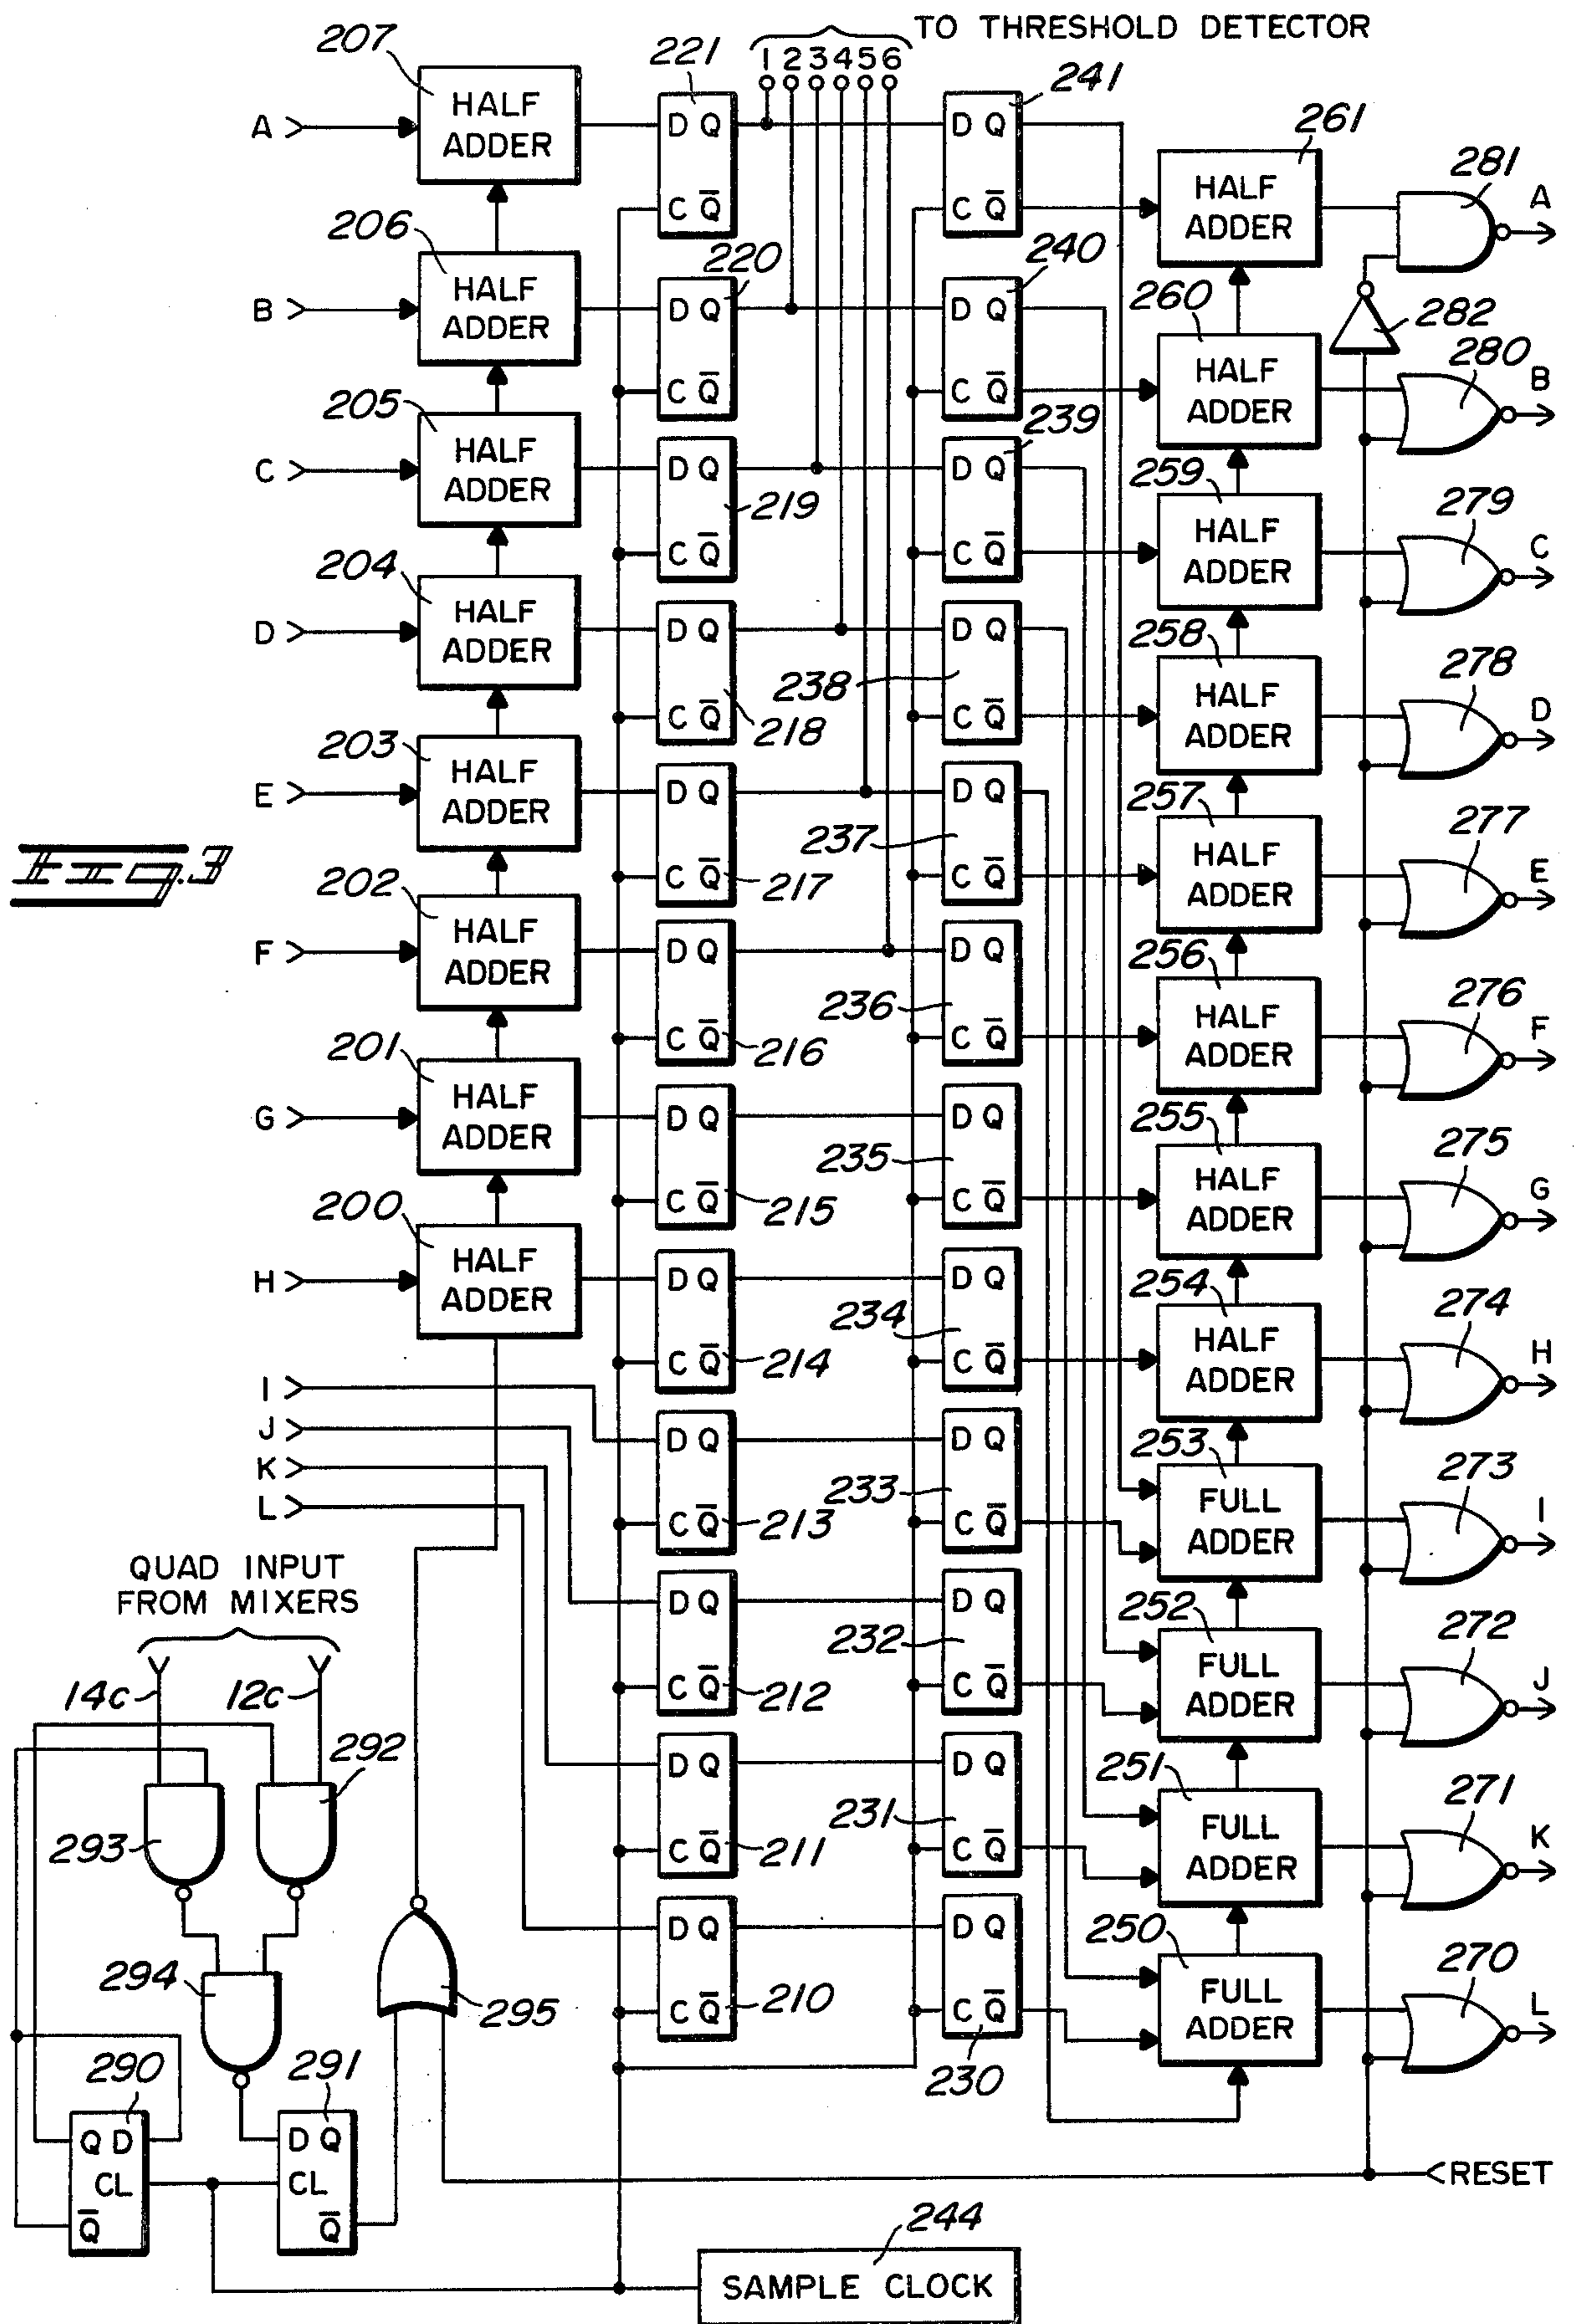 TO THRESHOLD DETECTOR
1 2 3 4 5 6
207
HALF
ADDER
A
221
D Q
C Q̅
241
D Q
C Q̅
261
HALF
ADDER
281
A
282
206
HALF
ADDER
B
220
D Q
C Q̅
240
D Q
C Q̅
260
HALF
ADDER
280
B
205
HALF
ADDER
C
D Q
219
C Q̅
239
D Q
C Q̅
259
HALF
ADDER
279
C
204
HALF
ADDER
D
D Q
C Q̅
218
D Q
238
C Q̅
258
HALF
ADDER
278
D
203
HALF
ADDER
E
D Q
C Q̅
217
D Q
237
C Q̅
257
HALF
ADDER
277
E
Fig. 3
202
HALF
ADDER
F
D Q
C Q̅
216
D Q
236
C Q̅
256
HALF
ADDER
276
F
201
HALF
ADDER
G
D Q
C Q̅
215
D Q
235
C Q̅
255
HALF
ADDER
275
G
200
HALF
ADDER
H
D Q
C Q̅
214
D Q
234
C Q̅
254
HALF
ADDER
274
H
I
J
K
L
D Q
C Q̅
213
D Q
233
C Q̅
253
FULL
ADDER
273
I
QUAD INPUT
FROM MIXERS
14c
12c
D Q
C Q̅
212
D Q
232
C Q̅
252
FULL
ADDER
272
J
292
293
D Q
C Q̅
211
D Q
231
C Q̅
251
FULL
ADDER
271
K
294
295
D Q
C Q̅
210
D Q
C Q̅
230
250
FULL
ADDER
270
L
290
Q D
CL
Q̅
291
D Q
CL
Q̅
RESET
244
SAMPLE CLOCK